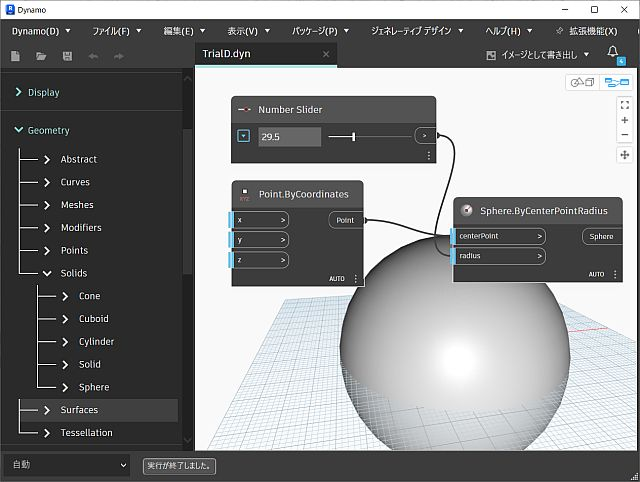 Dynamo
Dynamo(D) ファイル(F) 編集(E) 表示(V) パッケージ(P) ジェネレーティブ デザイン ヘルプ(H) 拡張機能(X)
TrialD.dyn イメージとして書き出し
Display
Geometry
Abstract
Curves
Meshes
Modifiers
Points
Solids
Cone
Cuboid
Cylinder
Solid
Sphere
Surfaces
Tessellation
Number Slider
29.5 >
XYZ Point.ByCoordinates
x > Point
y >
z >
AUTO
Sphere.ByCenterPointRadius
centerPoint > Sphere
radius >
AUTO
自動 実行が終了しました。